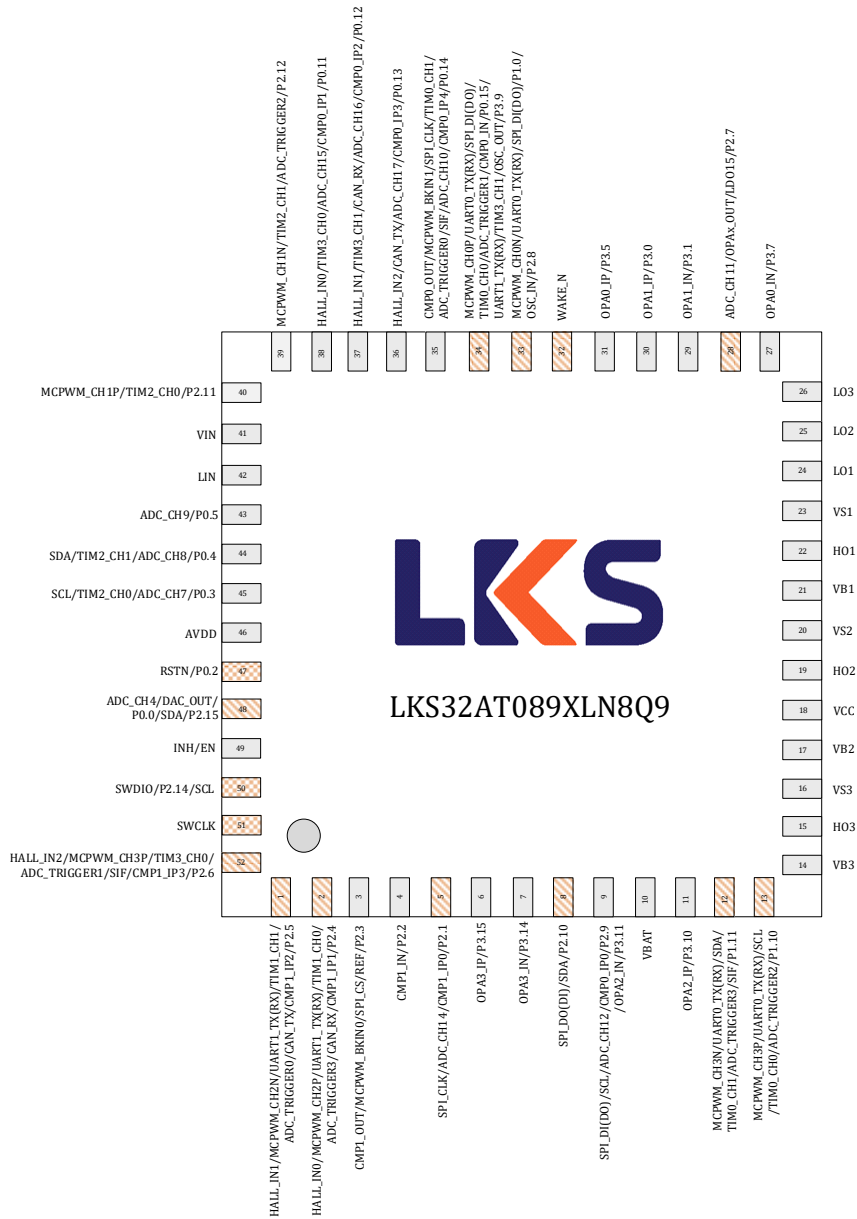 MCPWM_CH1N/TIM2_CH1/ADC_TRIGGER2/P2.12
HALL_IN0/TIM3_CH0/ADC_CH15/CMP0_IP1/P0.11
HALL_IN1/TIM3_CH1/CAN_RX/ADC_CH16/CMP0_IP2/P0.12
HALL_IN2/CAN_TX/ADC_CH17/CMP0_IP3/P0.13
CMP0_OUT/MCPWM_BKIN1/SPI_CLK/TIM0_CH1/
ADC_TRIGGER0/SIF/ADC_CH10/CMP0_IP4/P0.14
MCPWM_CH0P/UART0_TX(RX)/SPI_DI(DO)/
TIM0_CH0/ADC_TRIGGER1/CMP0_IN/P0.15/
UART1_TX(RX)/TIM3_CH1/OSC_OUT/P3.9
MCPWM_CH0N/UART0_TX(RX)/SPI_DI(DO)/P1.0/
OSC_IN/P2.8
WAKE_N
OPA0_IP/P3.5
OPA1_IP/P3.0
OPA1_IN/P3.1
ADC_CH11/OPAx_OUT/LDO15/P2.7
OPA0_IN/P3.7
39
38
37
36
35
34
33
32
31
30
29
28
27
MCPWM_CH1P/TIM2_CH0/P2.11
40
VIN
41
LIN
42
ADC_CH9/P0.5
43
SDA/TIM2_CH1/ADC_CH8/P0.4
44
SCL/TIM2_CH0/ADC_CH7/P0.3
45
AVDD
46
RSTN/P0.2
47
ADC_CH4/DAC_OUT/
P0.0/SDA/P2.15
48
INH/EN
49
SWDIO/P2.14/SCL
50
SWCLK
51
HALL_IN2/MCPWM_CH3P/TIM3_CH0/
ADC_TRIGGER1/SIF/CMP1_IP3/P2.6
52
LKS
LKS32AT089XLN8Q9
26
LO3
25
LO2
24
LO1
23
VS1
22
HO1
21
VB1
20
VS2
19
HO2
18
VCC
17
VB2
16
VS3
15
HO3
14
VB3
1
2
3
4
5
6
7
8
9
10
11
12
13
HALL_IN1/MCPWM_CH2N/UART1_TX(RX)/TIM1_CH1/
ADC_TRIGGER0/CAN_TX/CMP1_IP2/P2.5
HALL_IN0/MCPWM_CH2P/UART1_TX(RX)/TIM1_CH0/
ADC_TRIGGER3/CAN_RX/CMP1_IP1/P2.4
CMP1_OUT/MCPWM_BKIN0/SPI_CS/REF/P2.3
CMP1_IN/P2.2
SPI_CLK/ADC_CH14/CMP1_IP0/P2.1
OPA3_IP/P3.15
OPA3_IN/P3.14
SPI_DO(DI)/SDA/P2.10
SPI_DI(DO)/SCL/ADC_CH12/CMP0_IP0/P2.9
/OPA2_IN/P3.11
VBAT
OPA2_IP/P3.10
MCPWM_CH3N/UART0_TX(RX)/SDA/
TIM0_CH1/ADC_TRIGGER3/SIF/P1.11
MCPWM_CH3P/UART0_TX(RX)/SCL
/TIM0_CH0/ADC_TRIGGER2/P1.10